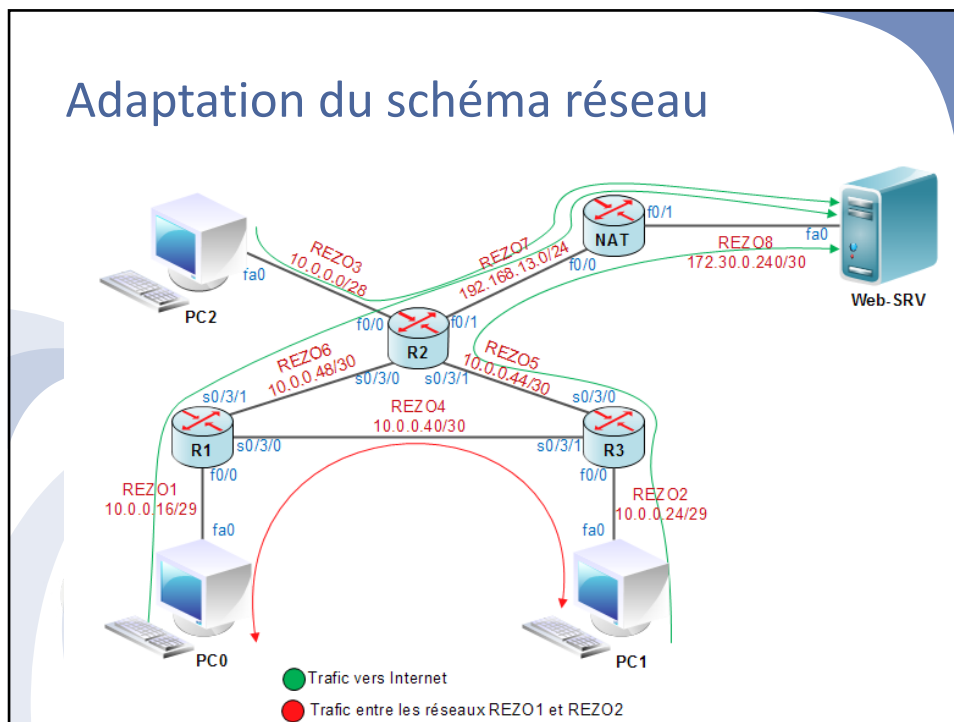 Adaptation du schéma réseau
f0/1
NAT
f0/0
fa0
REZO8
172.30.0.240/30
Web-SRV
REZO3
10.0.0.0/28
fa0
PC2
REZO7
192.168.13.0/24
f0/0
f0/1
R2
s0/3/0
s0/3/1
REZO6
10.0.0.48/30
REZO5
10.0.0.44/30
s0/3/1
s0/3/0
REZO4
10.0.0.40/30
R1
s0/3/0
s0/3/1
R3
f0/0
f0/0
REZO1
10.0.0.16/29
REZO2
10.0.0.24/29
fa0
fa0
PC0
PC1
Trafic vers Internet
Trafic entre les réseaux REZO1 et REZO2